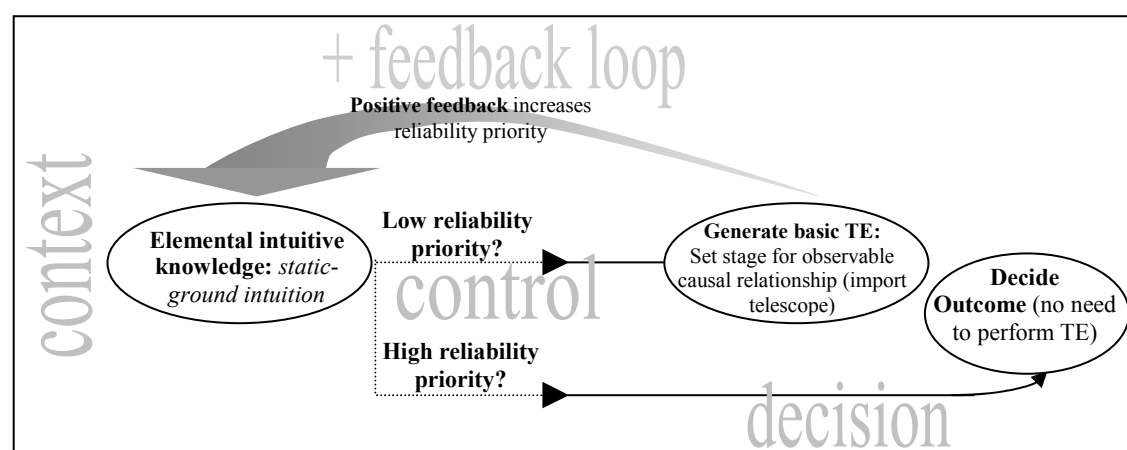 + feedback loop
Positive feedback increases
reliability priority
context
Elemental intuitive
knowledge: static-
ground intuition
Low reliability
priority?
control
Generate basic TE:
Set stage for observable
causal relationship (import
telescope)
Decide
Outcome (no need
to perform TE)
High reliability
priority?
decision